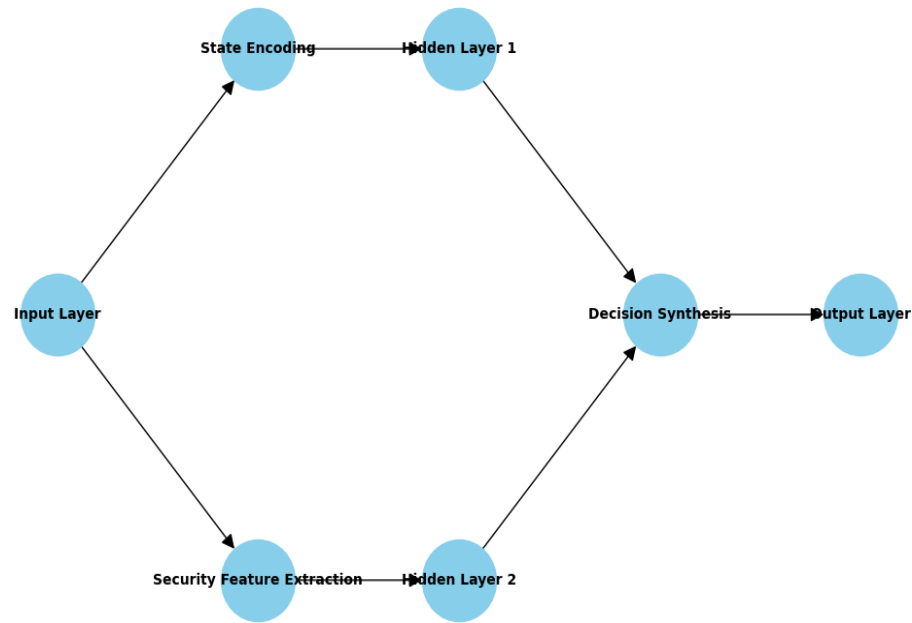 State Encoding
Hidden Layer 1
Input Layer
Decision Synthesis
Output Layer
Security Feature Extraction
Hidden Layer 2